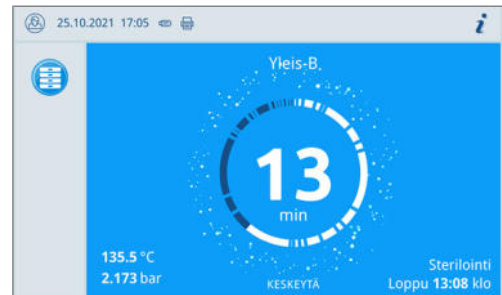 25.10.2021 17:05
i
Yleis-B
13
min
135.5 °C
2.173 bar
KESKEYTÄ
Sterilointi
Loppu 13:08 klo